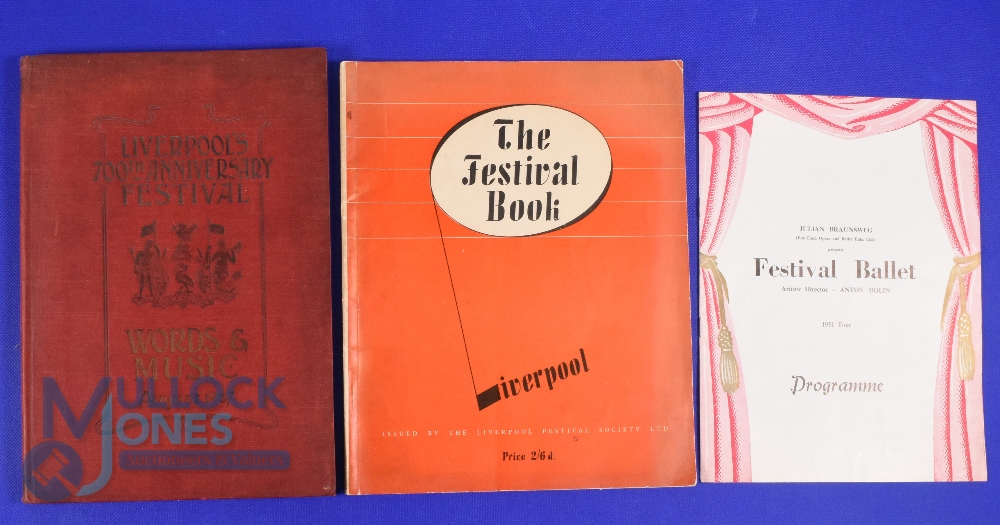 LIVERPOOL'S
700TH ANNIVERSARY
FESTIVAL
WORDS &
MUSIC
MULLOCK
JONES
The
Festival
Book
Liverpool
ISSUED BY THE LIVERPOOL FESTIVAL SOCIETY LTD
Price 2/6 d.
JULIAN BRAUNSWEG
presents
Festival Ballet
Artistic Director - ANTON DOLIN
1951 Tour
Programme